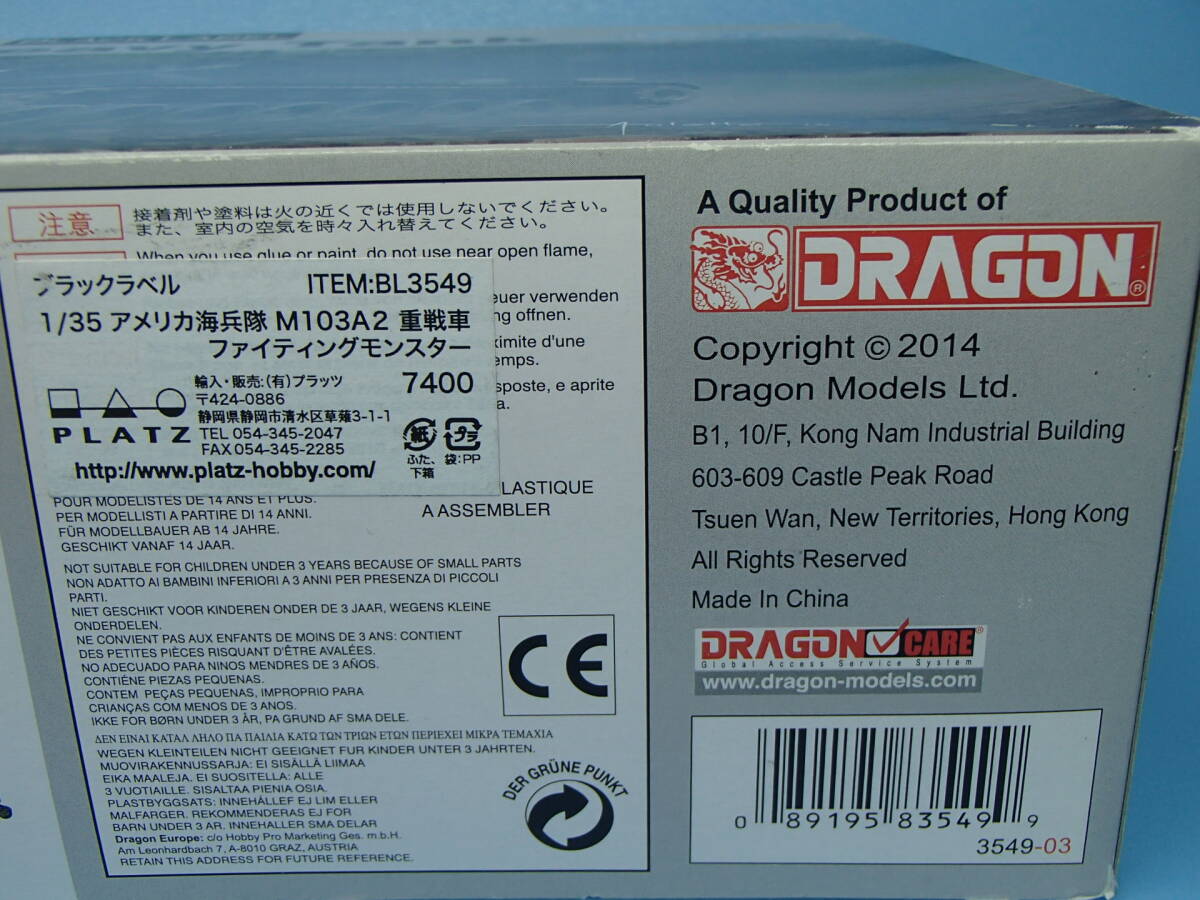 注意
接着剤や塗料は火の近くでは使用しないでください。
また、室内の空気を時々入れ替えてください。
When you use glue or paint, do not use near open flame,
euer verwenden
ng offnen.
ximite d'une
emps.
sposte, e aprite
a.
ブラックラベル ITEM:BL3549
1/35 アメリカ海兵隊 M103A2 重戦車
ファイティングモンスター
輸入・販売:(有)プラッツ 7400
〒424-0886
静岡県静岡市清水区草薙3-1-1
PLATZ
TEL 054-345-2047
FAX 054-345-2285
http://www.platz-hobby.com/
紙 プラ
ふた、下箱 袋:PP
LASTIQUE
A ASSEMBLER
POUR MODELISTES DE 14 ANS ET PLUS.
PER MODELLISTI A PARTIRE DI 14 ANNI.
FÜR MODELLBAUER AB 14 JAHRE.
GESCHIKT VANAF 14 JAAR.
NOT SUITABLE FOR CHILDREN UNDER 3 YEARS BECAUSE OF SMALL PARTS
NON ADATTO AI BAMBINI INFERIORI A 3 ANNI PER PRESENZA DI PICCOLI
PARTI.
NIET GESCHIKT VOOR KINDEREN ONDER DE 3 JAAR, WEGENS KLEINE
ONDERDELEN.
NE CONVIENT PAS AUX ENFANTS DE MOINS DE 3 ANS: CONTIENT
DES PETITES PIÈCES RISQUANT D'ÊTRE AVALÉES.
NO ADECUADO PARA NINOS MENDRES DE 3 AÑOS.
CONTIÉNE PIEZAS PEQUENAS.
CONTEM PEÇAS PEQUENAS, IMPROPIO PARA
CRIANÇAS COM MENOS DE 3 ANOS.
IKKE FOR BØRN UNDER 3 ÅR, PA GRUND AF SMA DELE.
ΔΕΝ ΕΙΝΑΙ ΚΑΤΑΛ ΛΗΛΟ ΓΙΑ ΠΑΙΔΙΑ ΚΑΤΩ ΤΩΝ ΤΡΙΩΝ ΕΤΩΝ ΠΕΡΙΕΧΕΙ ΜΙΚΡΑ ΤΕΜΑΧΙΑ
WEGEN KLEINTEILEN NICHT GEEIGNET FUR KINDER UNTER 3 JAHRTEN.
MUOVIRAKENNUSSARJA. EI SISÄLLÄ LIIMAA
EIKA MAALEJA. EI SUOSITELLA: ALLE
3 VUOTIAILLE. SISALTAA PIENIA OSIA.
PLASTBYGGSATS: INNEHÅLLEF EJ LIM ELLER
MALFARGER. REKOMMENDERAS EJ FOR
BARN UNDER 3 AR. INNEHALLER SMA DELAR
Dragon Europe: c/o Hobby Pro Marketing Ges. m.b.H.
Am Leonhardbach 7, A-8010 GRAZ, AUSTRIA
RETAIN THIS ADDRESS FOR FUTURE REFERENCE.
CE
DER GRÜNE PUNKT
A Quality Product of
DRAGON®
Copyright © 2014
Dragon Models Ltd.
B1, 10/F, Kong Nam Industrial Building
603-609 Castle Peak Road
Tsuen Wan, New Territories, Hong Kong
All Rights Reserved
Made In China
DRAGON CARE®
Global Access Service System
www.dragon-models.com
0 89195 83549 9
3549-03